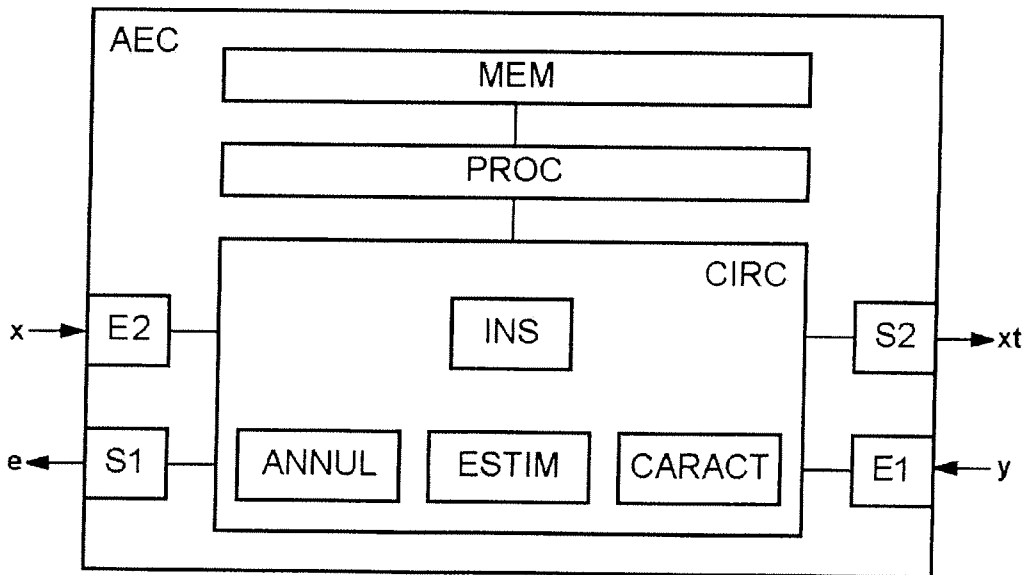 AEC
MEM
PROC
CIRC
x E2 INS S2 xt
e S1 ANNUL ESTIM CARACT E1 y